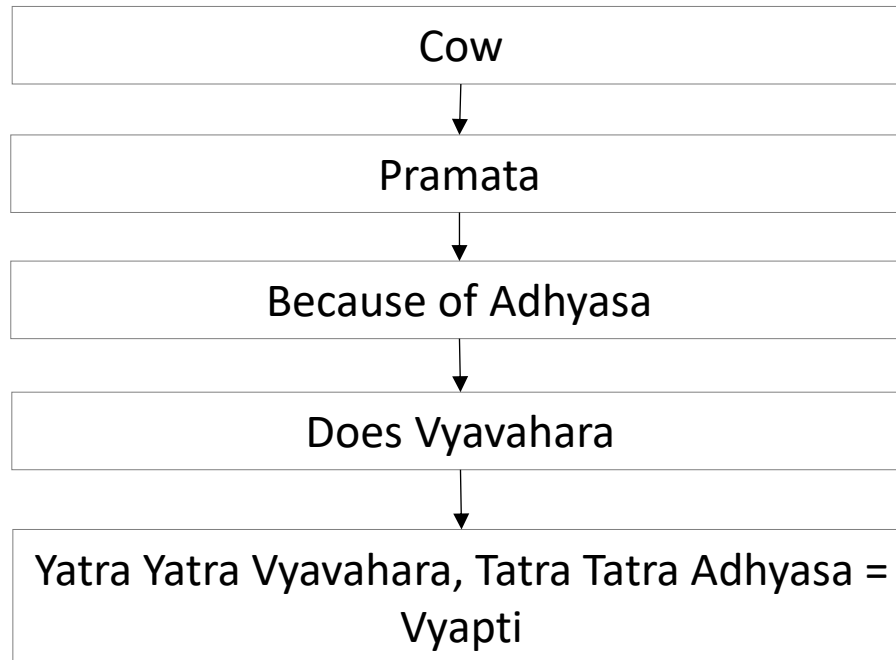 Cow
Pramata
Because of Adhyasa
Does Vyavahara
Yatra Yatra Vyavahara, Tatra Tatra Adhyasa =
Vyapti